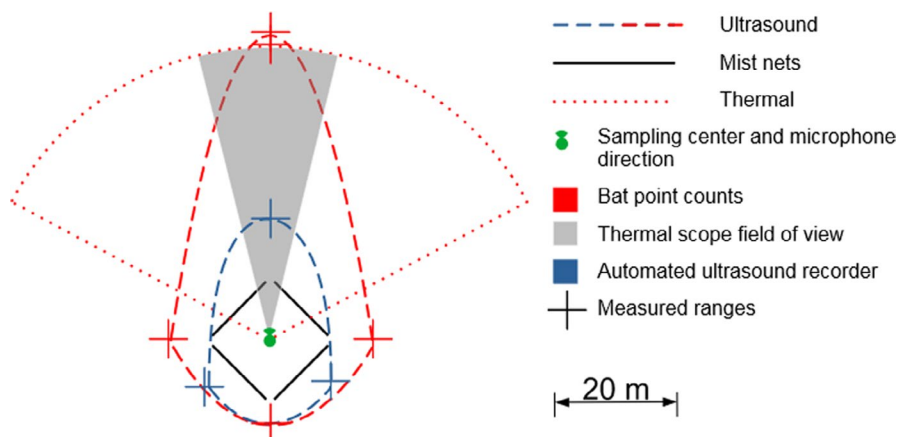 Ultrasound
Mist nets
Thermal
Sampling center and microphone
direction
Bat point counts
Thermal scope field of view
Automated ultrasound recorder
Measured ranges
20 m